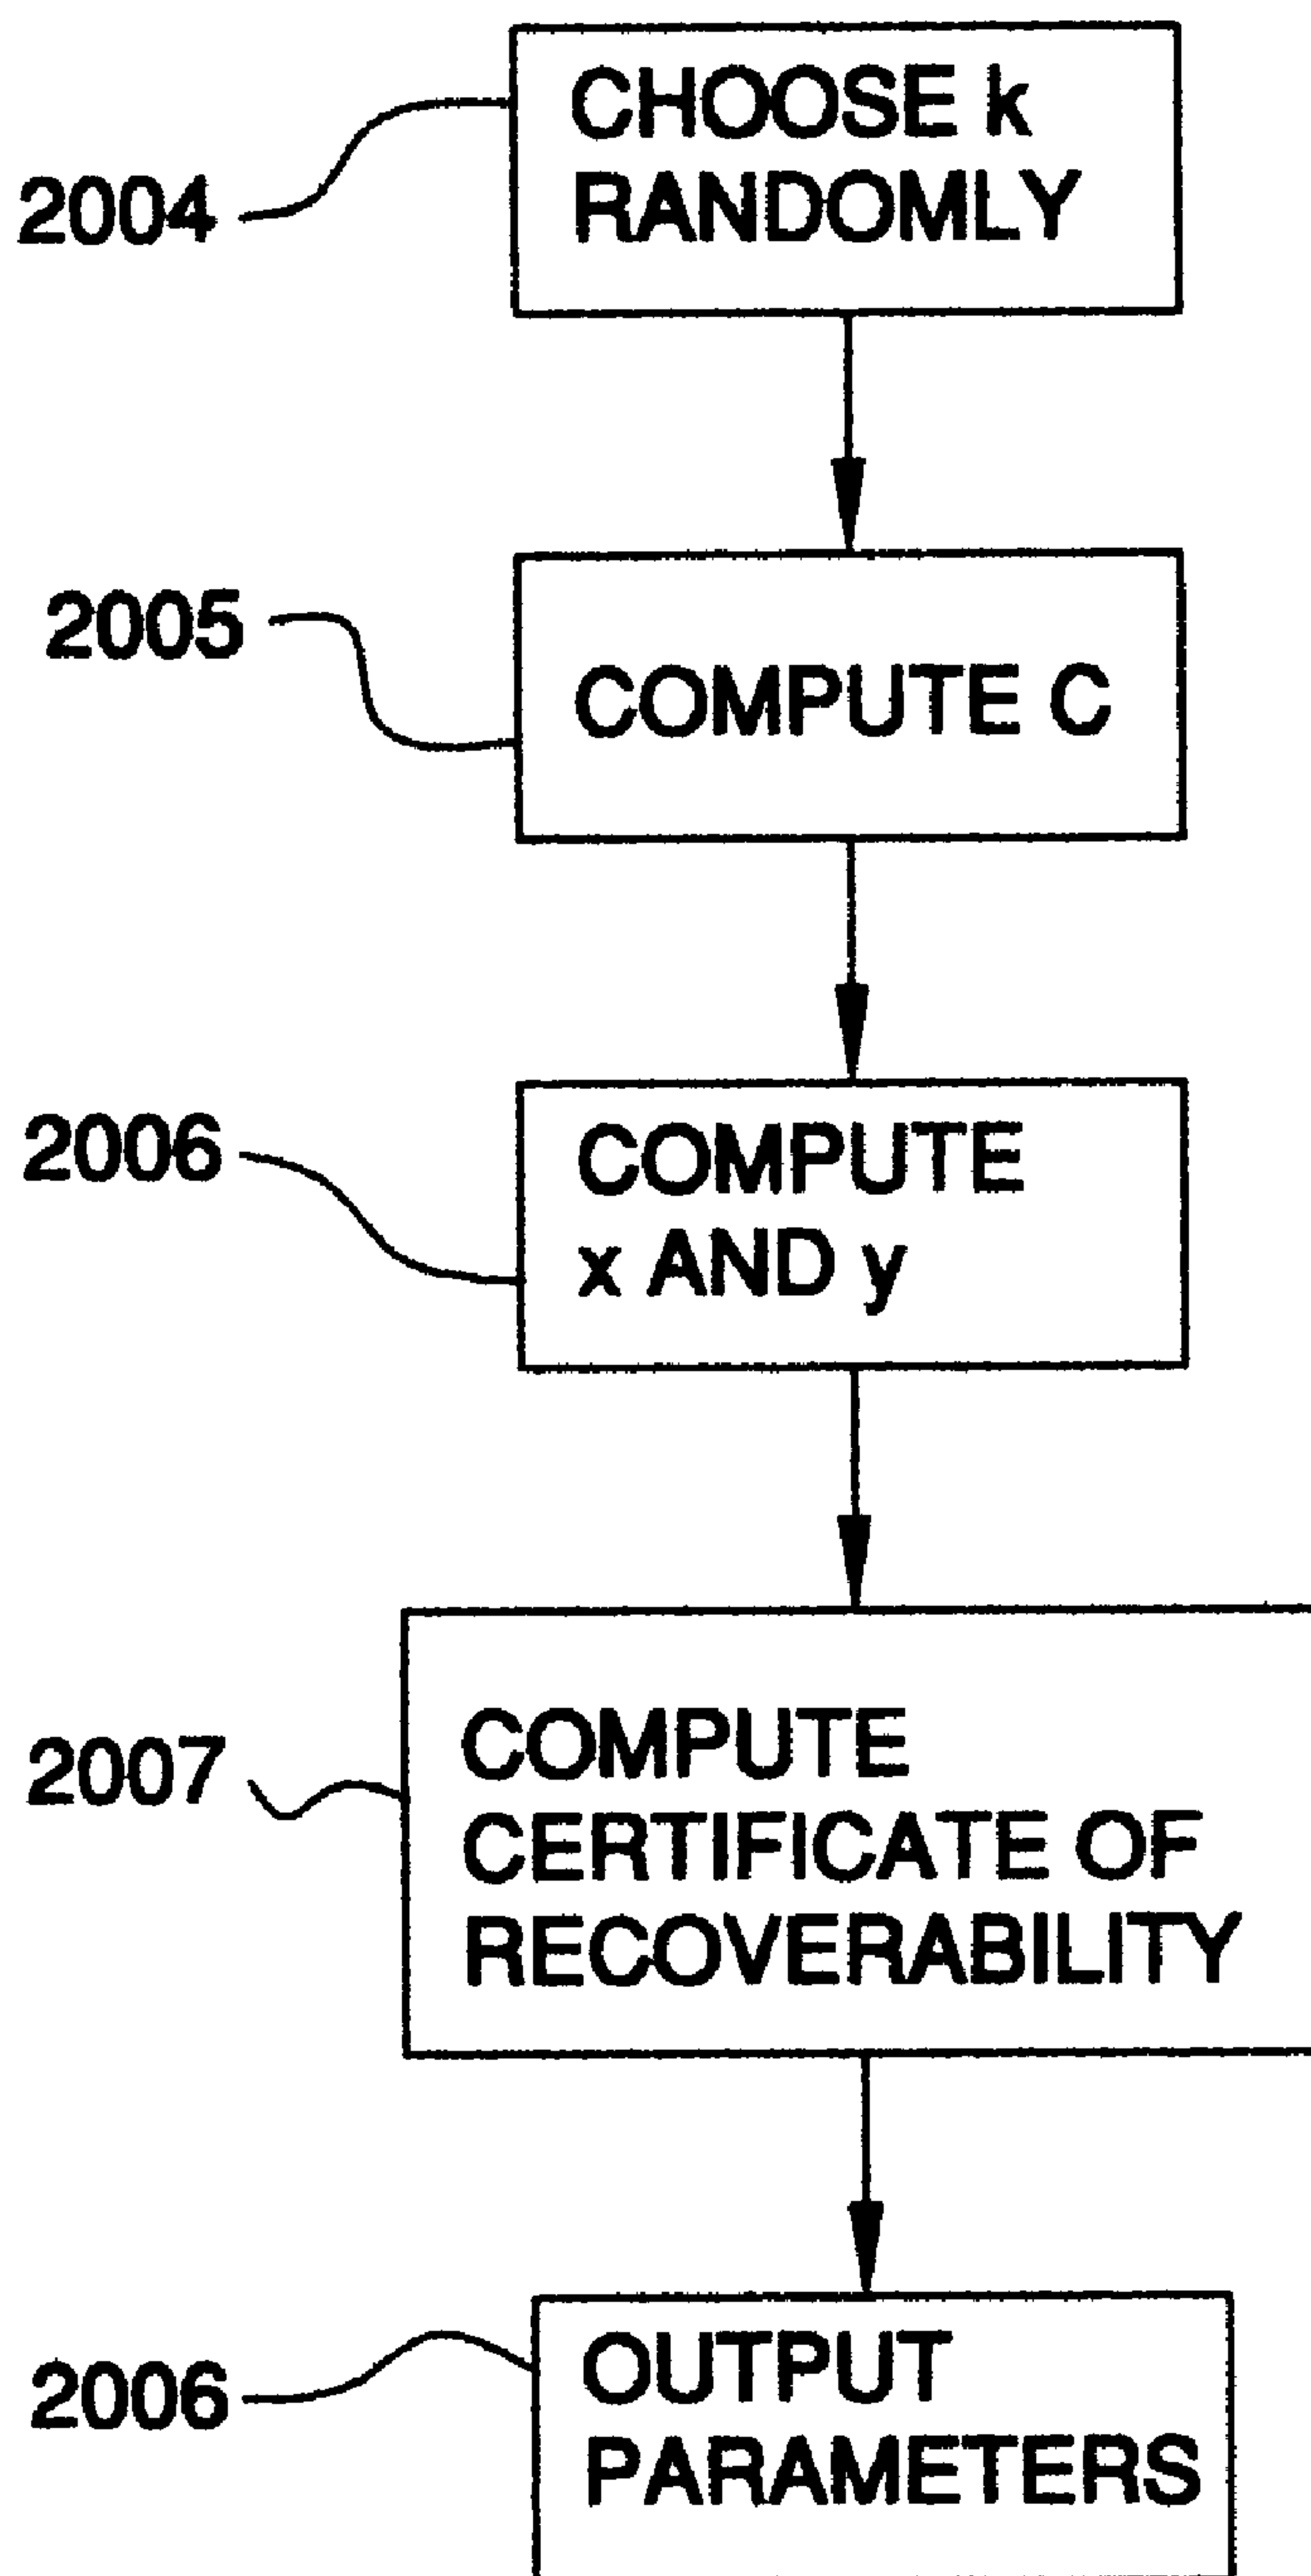 CHOOSE k
RANDOMLY
2004
2005
COMPUTE C
2006
COMPUTE
x AND y
2007
COMPUTE
CERTIFICATE OF
RECOVERABILITY
2006
OUTPUT
PARAMETERS